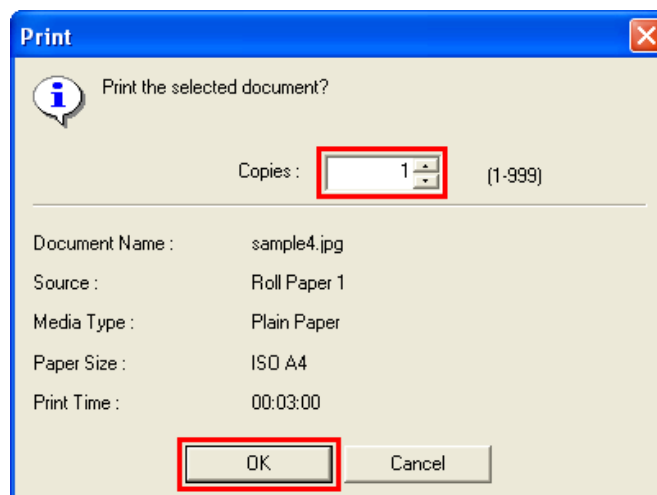 Print
Print the selected document?
Copies : 1 (1-999)
Document Name : sample4.jpg
Source : Roll Paper 1
Media Type : Plain Paper
Paper Size : ISO A4
Print Time : 00:03:00
OK Cancel